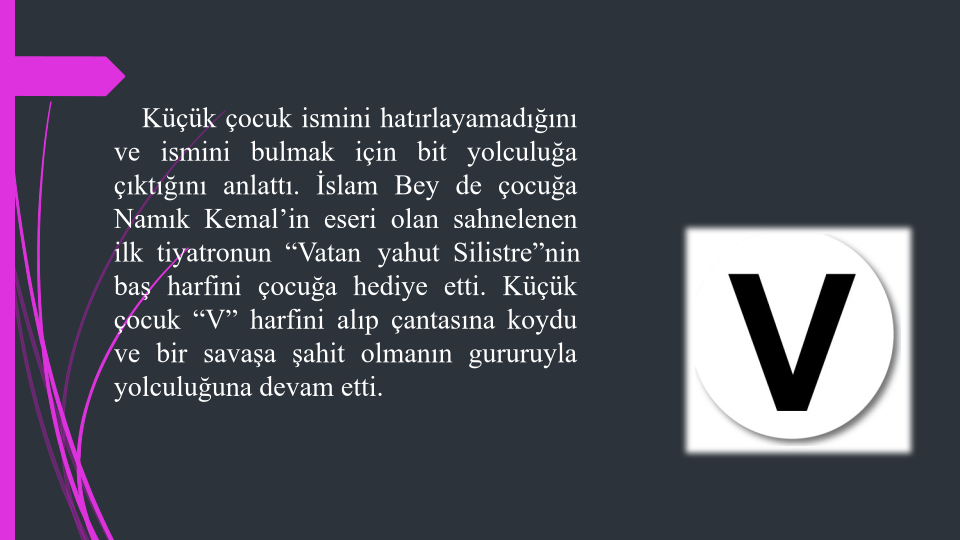 Küçük çocuk ismini hatırlayamadığını
ve ismini bulmak için bit yolculuğa
çıktığını anlattı. İslam Bey de çocuğa
Namık Kemal’in eseri olan sahnelenen
ilk tiyatronun “Vatan yahut Silistre”nin
baş harfini çocuğa hediye etti. Küçük
çocuk “V” harfini alıp çantasına koydu
ve bir savaşa şahit olmanın gururuyla
yolculuğuna devam etti.
V